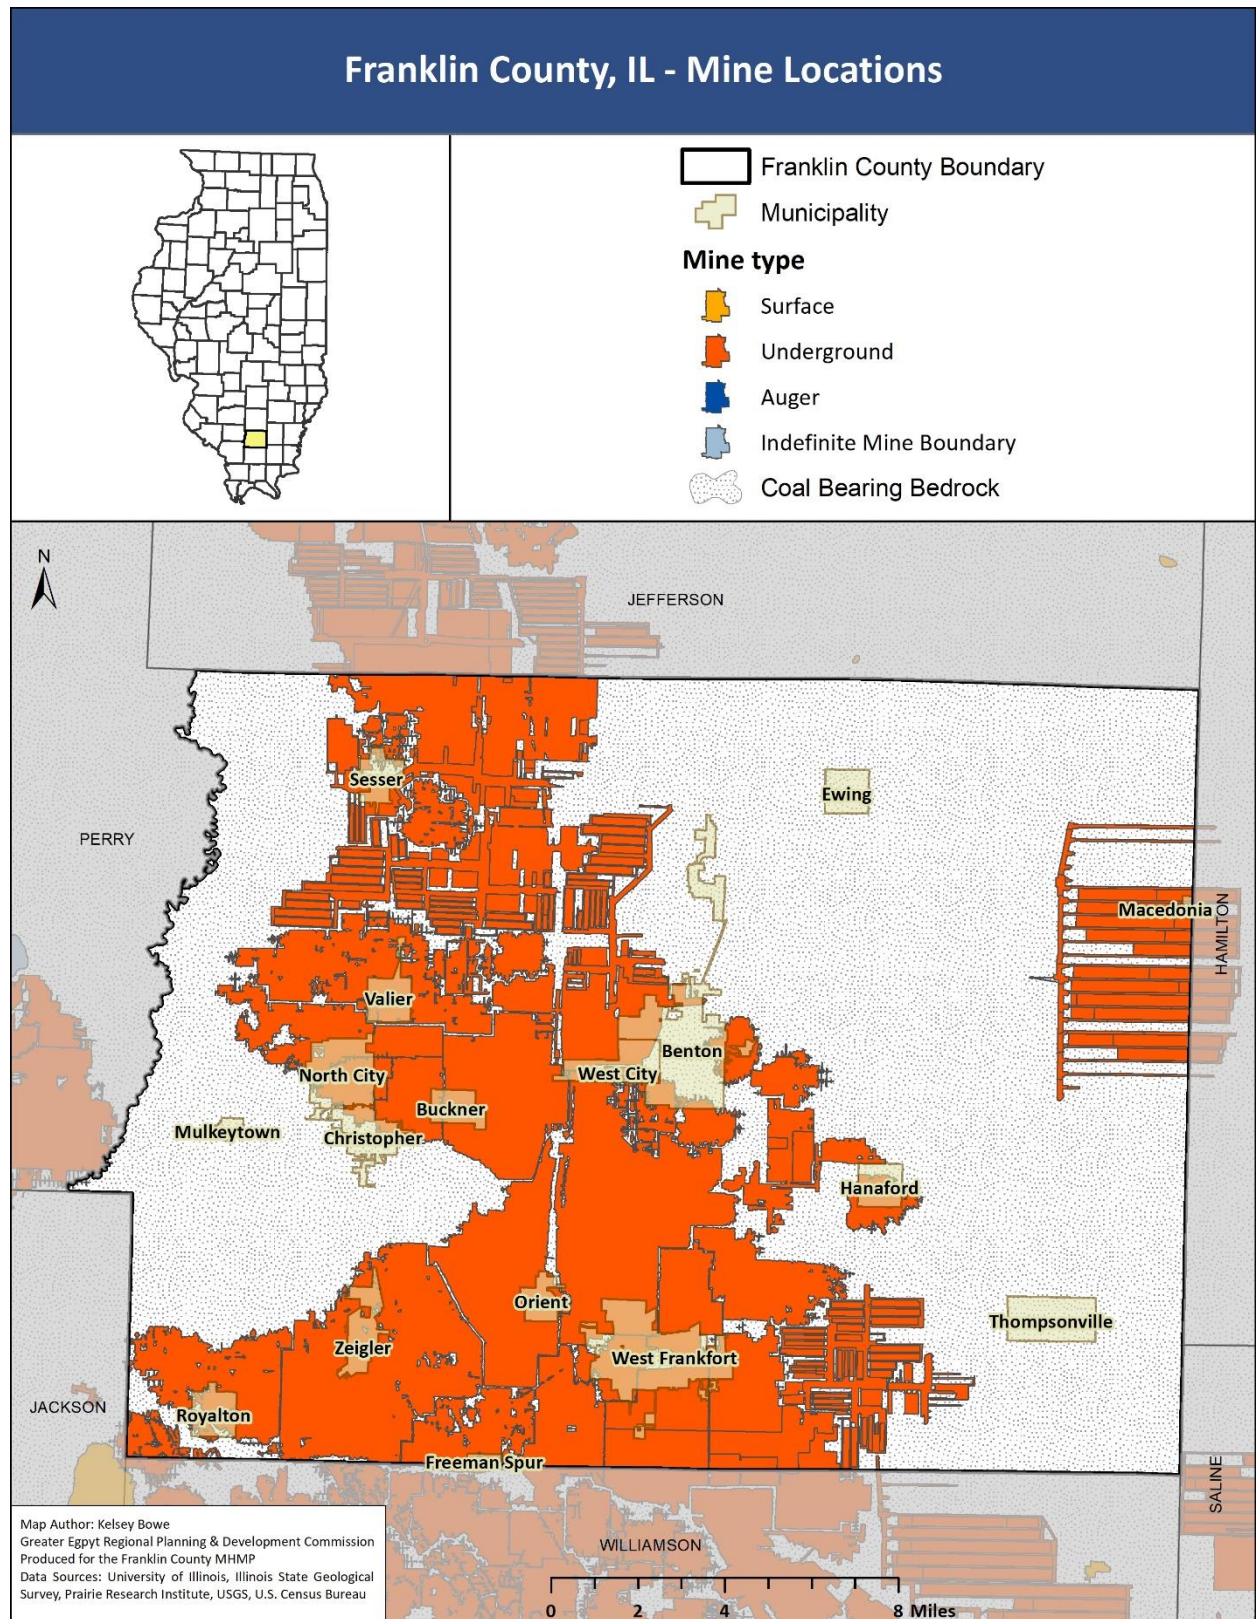 Franklin County, IL - Mine Locations
Franklin County Boundary
Municipality
Mine type
Surface
Underground
Auger
Indefinite Mine Boundary
Coal Bearing Bedrock
N
JEFFERSON
Sesser
Ewing
PERRY
Macedonia
HAMILTON
Valier
Benton
West City
North City
Buckner
Mulkeytown
Christopher
Hanaford
Orient
Thompsonville
Zeigler
West Frankfort
JACKSON
Royalton
Freeman Spur
SALINE
WILLIAMSON
Map Author: Kelsey Bowe
Greater Egpyt Regional Planning & Development Commission
Produced for the Franklin County MHMP
Data Sources: University of Illinois, Illinois State Geological
Survey, Prairie Research Institute, USGS, U.S. Census Bureau
0 2 4 8 Miles